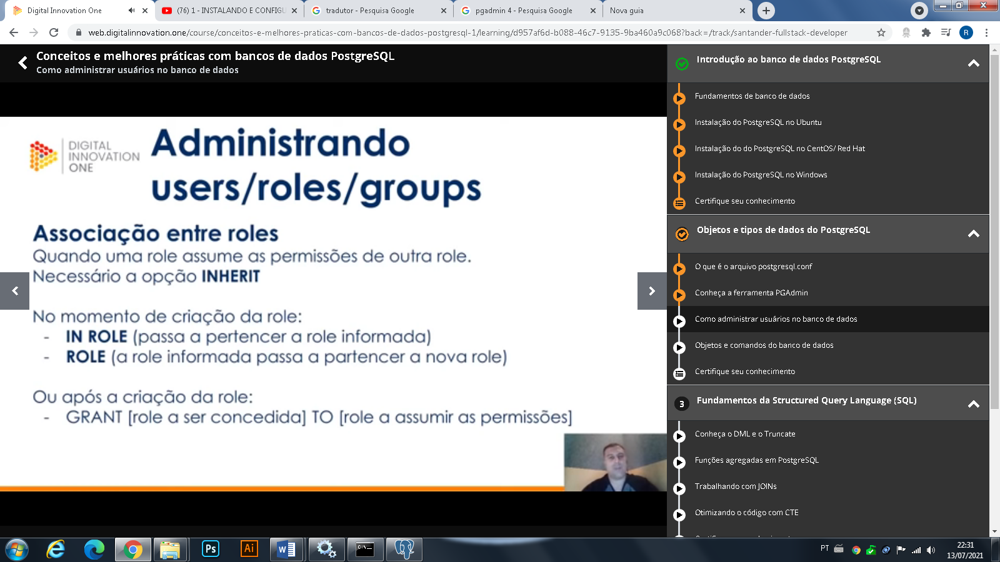 Digital Innovation One
(76) 1 - INSTALANDO E CONFIGU
tradutor - Pesquisa Google
pgadmin 4 - Pesquisa Google
Nova guia
web.digitalinnovation.one/course/conceitos-e-melhores-praticas-com-bancos-de-dados-postgresql-1/learning/d957af6d-b088-46c7-9135-9ba460a9c068?back=/track/santander-fullstack-developer
R
Conceitos e melhores práticas com bancos de dados PostgreSQL
Como administrar usuários no banco de dados
DIGITAL
INNOVATION
ONE
Administrando
users/roles/groups
Associação entre roles
Quando uma role assume as permissões de outra role.
Necessário a opção INHERIT
No momento de criação da role:
- IN ROLE (passa a pertencer a role informada)
- ROLE (a role informada passa a partencer a nova role)
Ou após a criação da role:
- GRANT [role a ser concedida] TO [role a assumir as permissões]
Introdução ao banco de dados PostgreSQL
Fundamentos de banco de dados
Instalação do PostgreSQL no Ubuntu
Instalação do do PostgreSQL no CentOS/ Red Hat
Instalação do PostgreSQL no Windows
Certifique seu conhecimento
Objetos e tipos de dados do PostgreSQL
O que é o arquivo postgresql.conf
Conheça a ferramenta PGAdmin
Como administrar usuários no banco de dados
Objetos e comandos do banco de dados
Certifique seu conhecimento
3 Fundamentos da Structured Query Language (SQL)
Conheça o DML e o Truncate
Funções agregadas em PostgreSQL
Trabalhando com JOINs
Otimizando o código com CTE
Ps
Ai
W
C:\
PT
22:31
13/07/2021